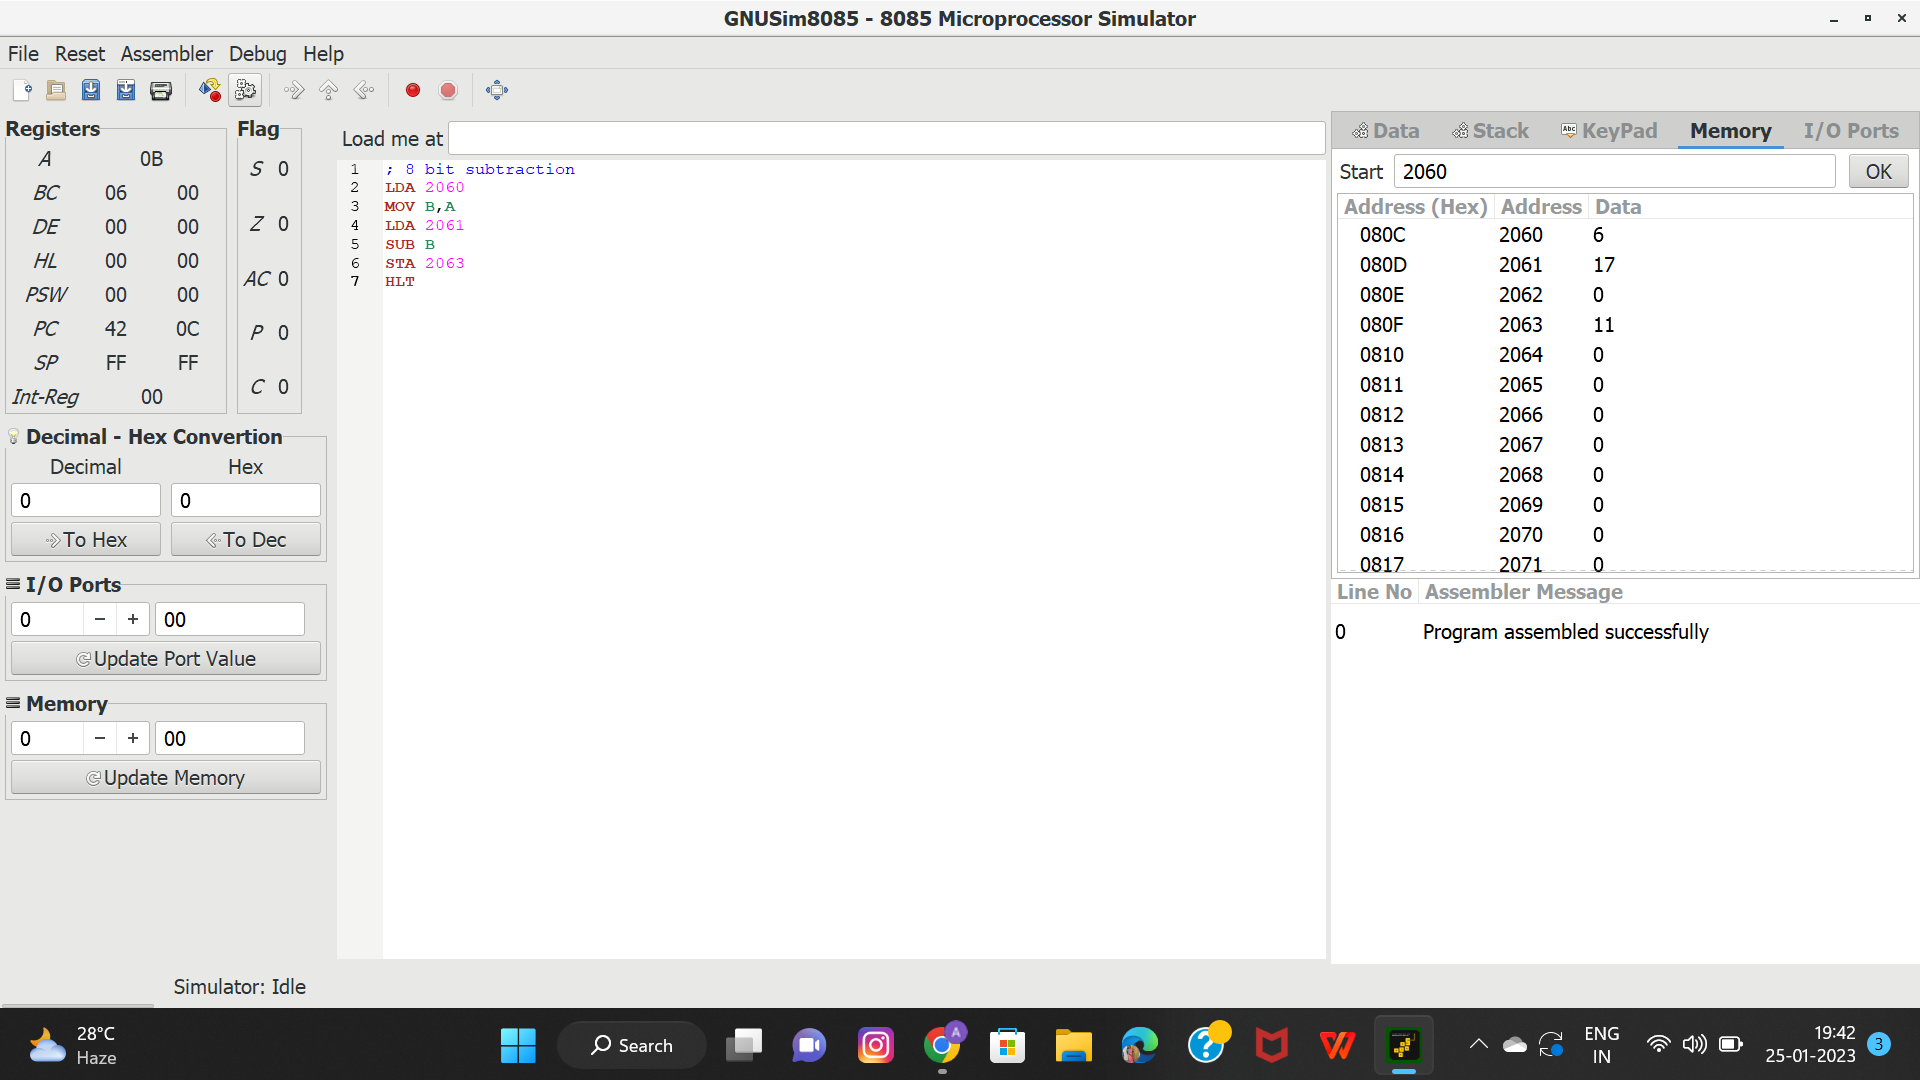 GNUSim8085 - 8085 Microprocessor Simulator
File Reset Assembler Debug Help
Registers
A 0B
BC 06 00
DE 00 00
HL 00 00
PSW 00 00
PC 42 0C
SP FF FF
Int-Reg 00
Flag
S 0
Z 0
AC 0
P 0
C 0
Decimal - Hex Convertion
Decimal Hex
0 0
To Hex To Dec
I/O Ports
0 − + 00
Update Port Value
Memory
0 − + 00
Update Memory
Load me at
1 ; 8 bit subtraction
2 LDA 2060
3 MOV B,A
4 LDA 2061
5 SUB B
6 STA 2063
7 HLT
Data Stack Abc KeyPad Memory I/O Ports
Start 2060 OK
Address (Hex) Address Data
080C 2060 6
080D 2061 17
080E 2062 0
080F 2063 11
0810 2064 0
0811 2065 0
0812 2066 0
0813 2067 0
0814 2068 0
0815 2069 0
0816 2070 0
0817 2071 0
Line No Assembler Message
0 Program assembled successfully
Simulator: Idle
28°C
Haze
Search
A
ENG
IN
19:42
25-01-2023
3